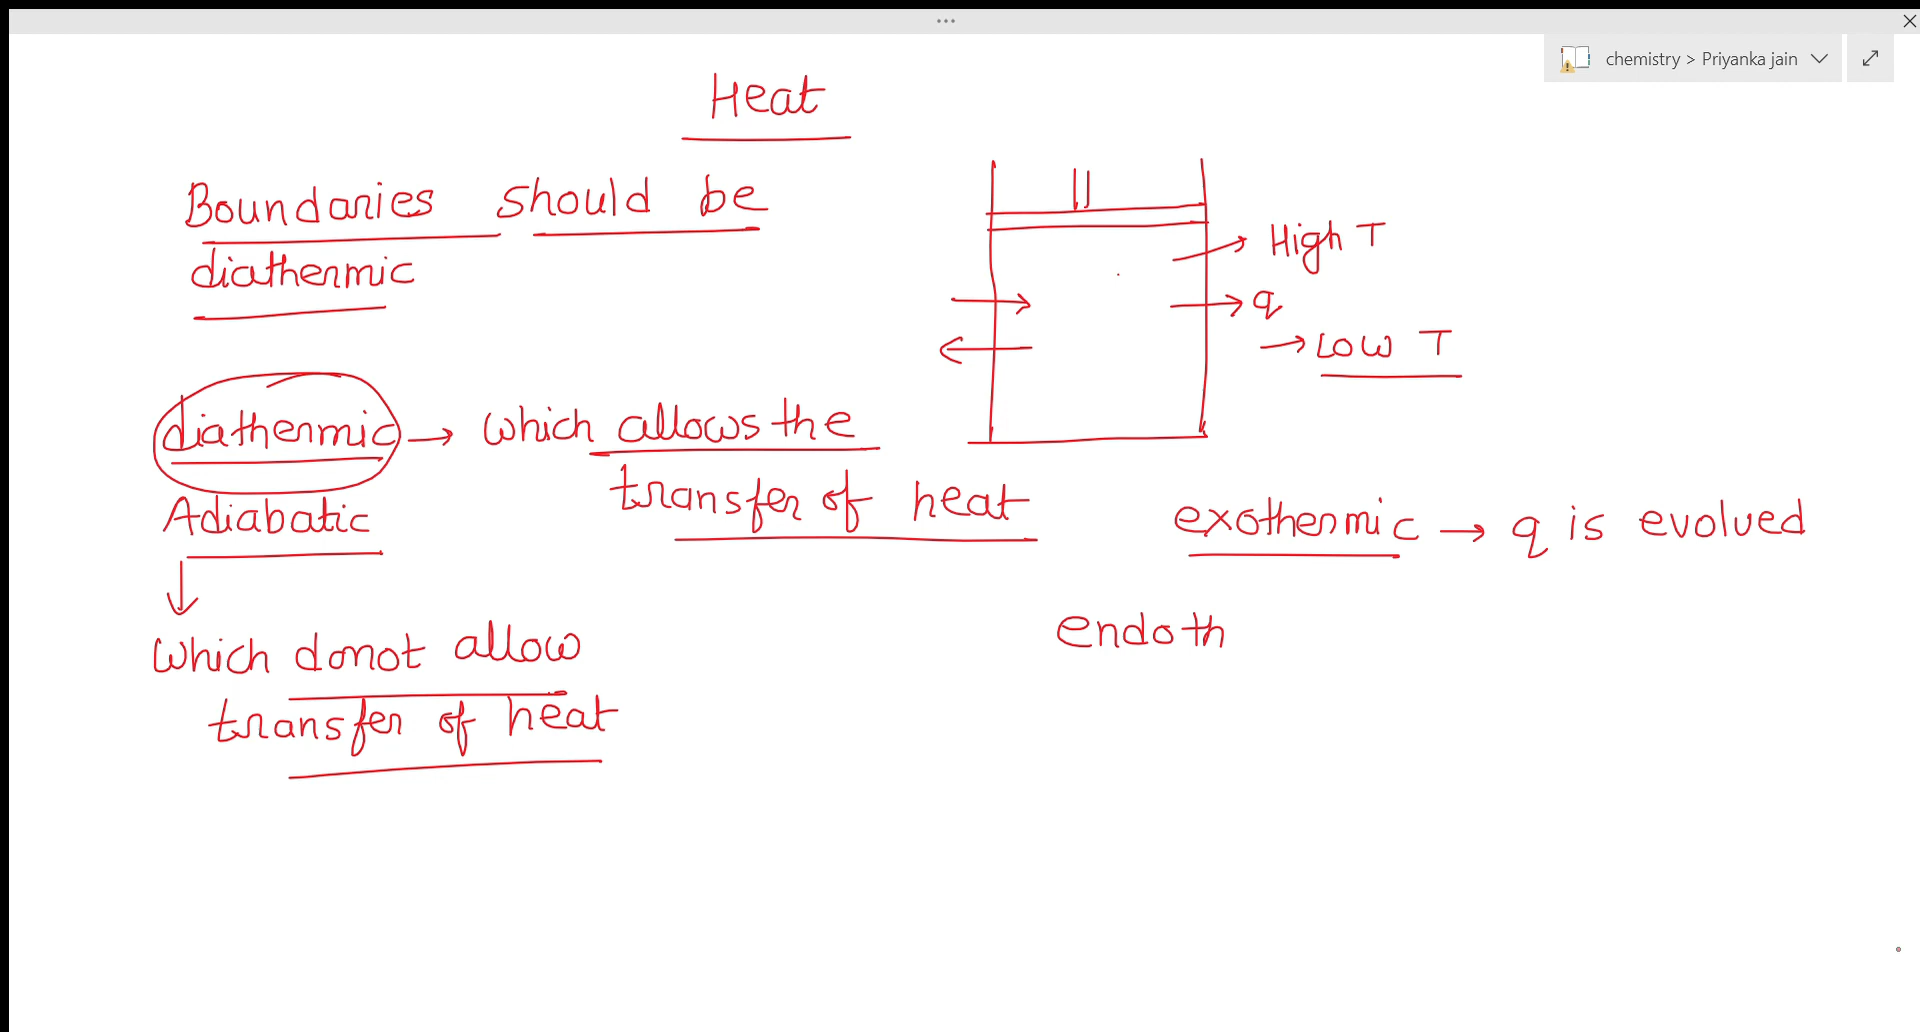 chemistry > Priyanka jain
Heat
Boundaries should be
diathermic
High T
q
Low T
diathermic → which allows the
transfer of heat
Adiabatic
exothermic → q is evolved
which donot allow
transfer of heat
endoth